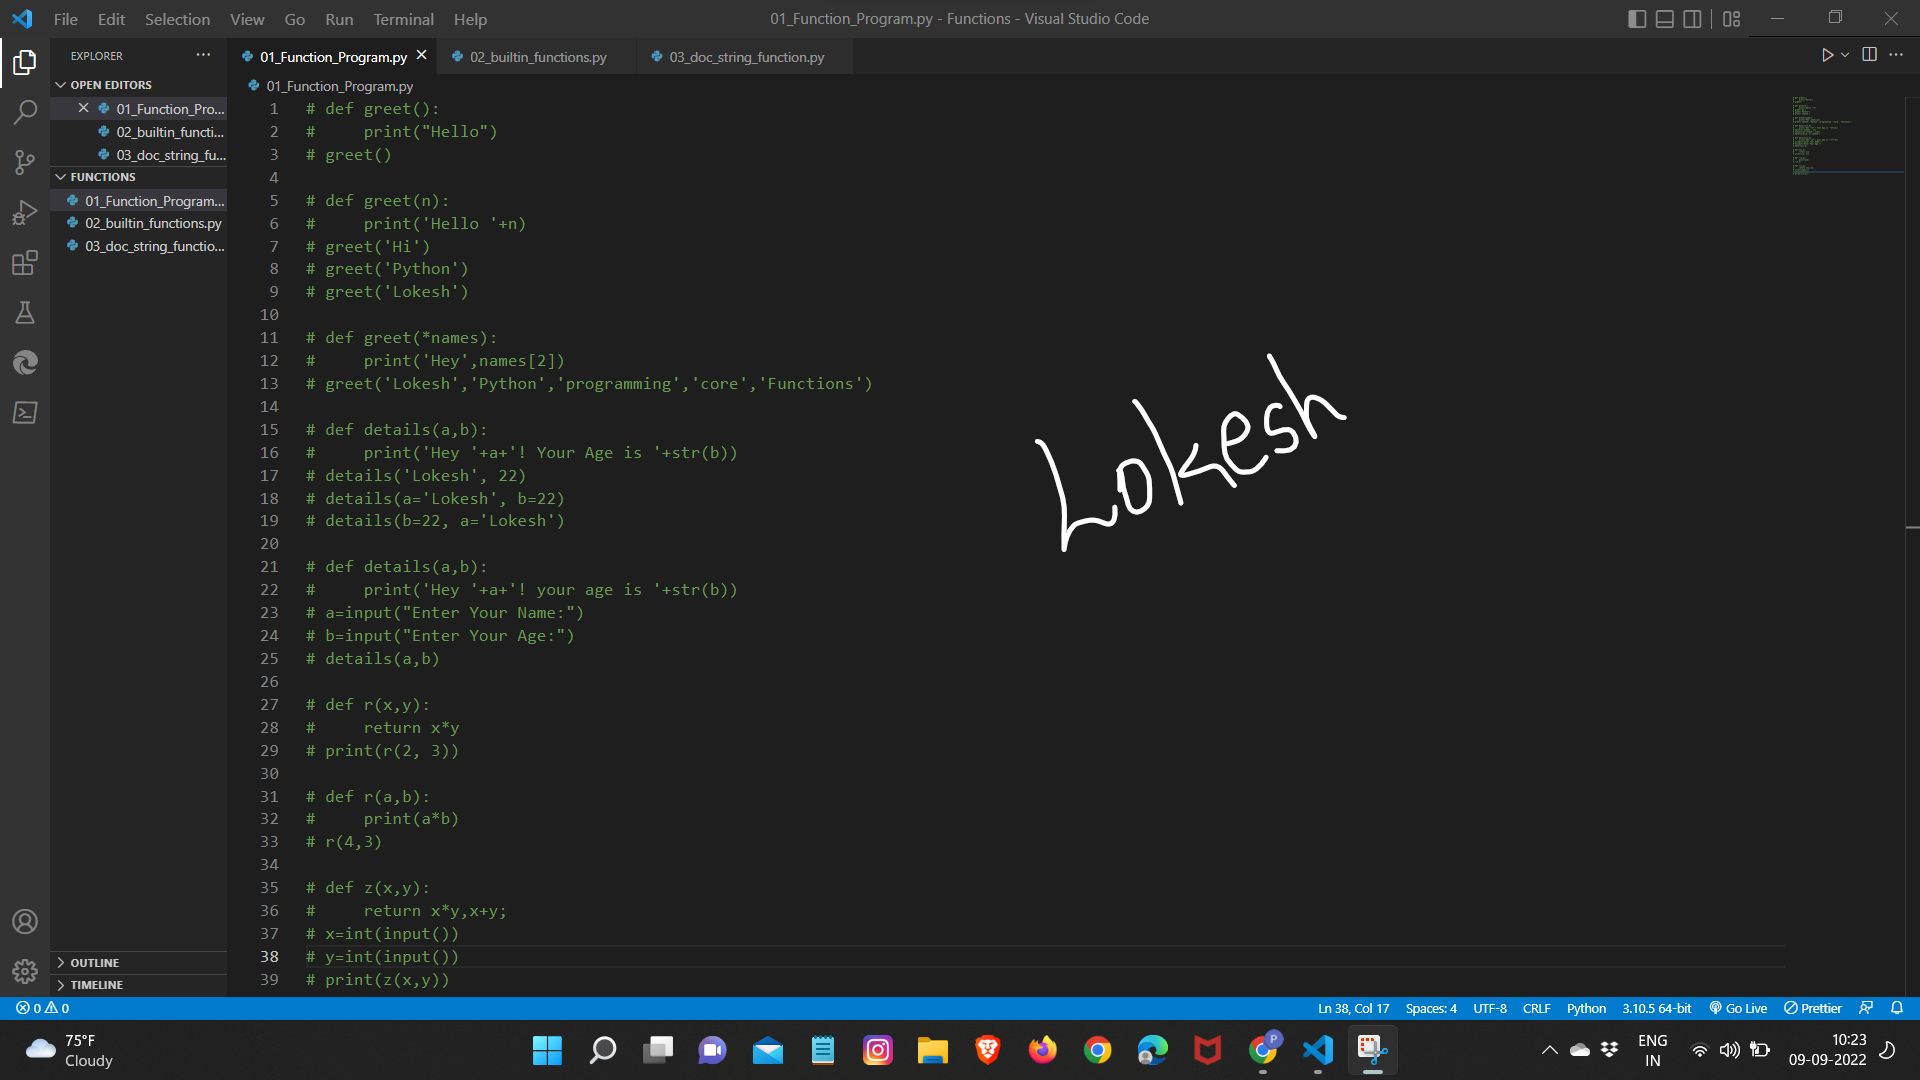 File Edit Selection View Go Run Terminal Help
01_Function_Program.py - Functions - Visual Studio Code
EXPLORER
OPEN EDITORS
01_Function_Pro...
02_builtin_functi...
03_doc_string_fu...
FUNCTIONS
01_Function_Program...
02_builtin_functions.py
03_doc_string_functio...
OUTLINE
TIMELINE
01_Function_Program.py 02_builtin_functions.py 03_doc_string_function.py
01_Function_Program.py
1 # def greet():
2 #     print("Hello")
3 # greet()
4
5 # def greet(n):
6 #     print('Hello '+n)
7 # greet('Hi')
8 # greet('Python')
9 # greet('Lokesh')
10
11 # def greet(*names):
12 #     print('Hey',names[2])
13 # greet('Lokesh','Python','programming','core','Functions')
14
15 # def details(a,b):
16 #     print('Hey '+a+'! Your Age is '+str(b))
17 # details('Lokesh', 22)
18 # details(a='Lokesh', b=22)
19 # details(b=22, a='Lokesh')
20
21 # def details(a,b):
22 #     print('Hey '+a+'! your age is '+str(b))
23 # a=input("Enter Your Name:")
24 # b=input("Enter Your Age:")
25 # details(a,b)
26
27 # def r(x,y):
28 #     return x*y
29 # print(r(2, 3))
30
31 # def r(a,b):
32 #     print(a*b)
33 # r(4,3)
34
35 # def z(x,y):
36 #     return x*y,x+y;
37 # x=int(input())
38 # y=int(input())
39 # print(z(x,y))
Lokesh
0 0 Ln 38, Col 17 Spaces: 4 UTF-8 CRLF Python 3.10.5 64-bit Go Live Prettier
75°F
Cloudy
P
ENG
IN
10:23
09-09-2022